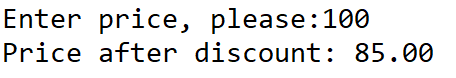 Enter price, please:100
Price after discount: 85.00